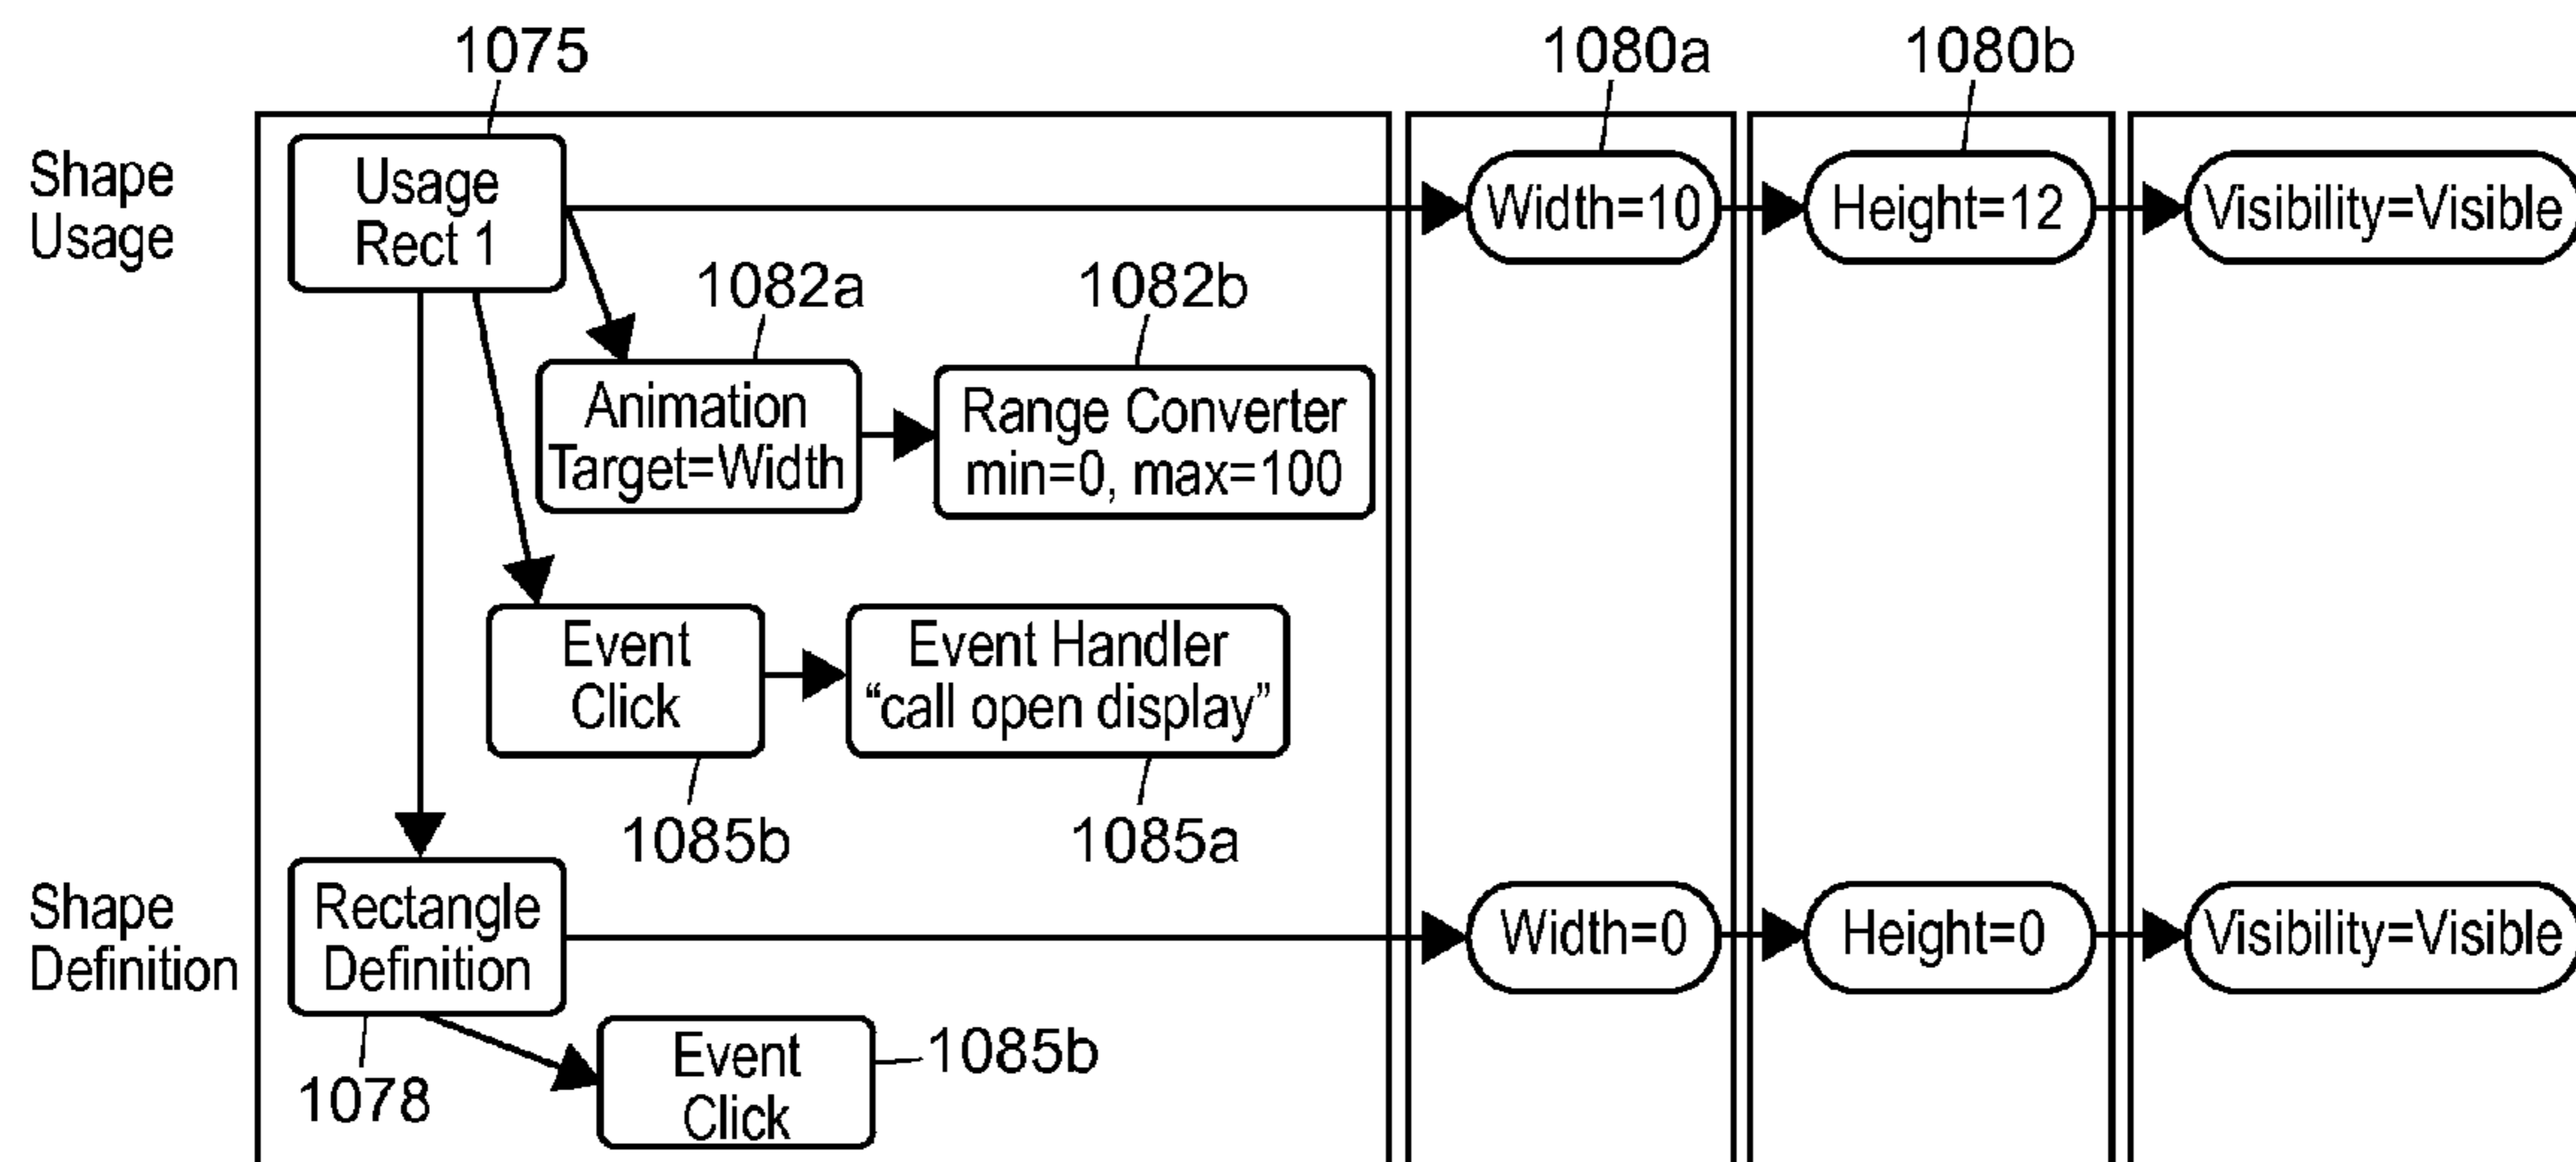 1075
1080a
1080b
Shape
Usage
Usage
Rect 1
Width=10
Height=12
Visibility=Visible
1082a
1082b
Animation
Target=Width
Range Converter
min=0, max=100
Event
Click
Event Handler
“call open display”
1085b
1085a
Shape
Definition
Rectangle
Definition
Width=0
Height=0
Visibility=Visible
1078
Event
Click
1085b